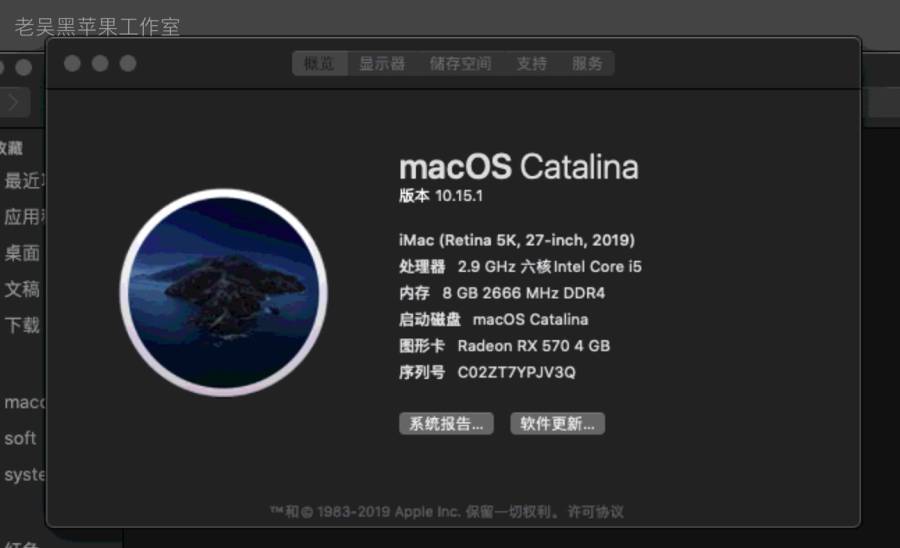 老吴黑苹果工作室
概览 显示器 储存空间 支持 服务
macOS Catalina
版本 10.15.1
iMac (Retina 5K, 27-inch, 2019)
处理器 2.9 GHz 六核Intel Core i5
内存 8 GB 2666 MHz DDR4
启动磁盘 macOS Catalina
图形卡 Radeon RX 570 4 GB
序列号 C02ZT7YPJV3Q
系统报告... 软件更新...
™和© 1983-2019 Apple Inc. 保留一切权利。许可协议
收藏
最近
应用
桌面
文稿
下载
mac
soft
syste